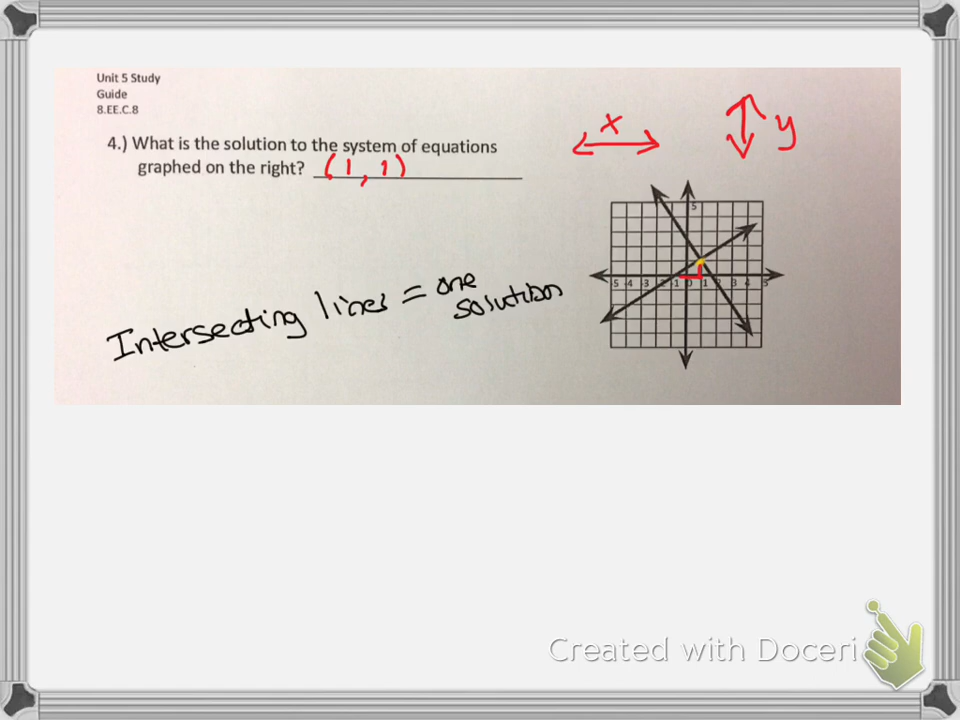 Unit 5 Study
Guide
8.EE.C.8
4.) What is the solution to the system of equations
graphed on the right? (1, 1)
x
y
5
-5 -4 -3 -2 -1 0 1 2 3 4 5
Intersecting lines = one
solution
Created with Doceri